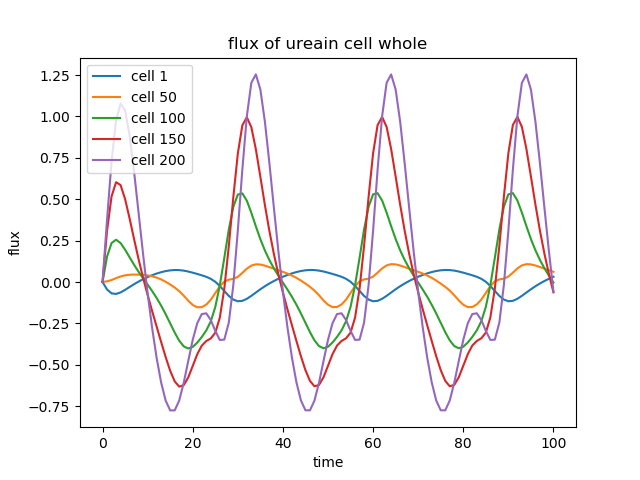 flux of ureain cell whole
cell 1
cell 50
cell 100
cell 150
cell 200
1.25
1.00
0.75
0.50
0.25
0.00
−0.25
−0.50
−0.75
flux
0 20 40 60 80 100
time